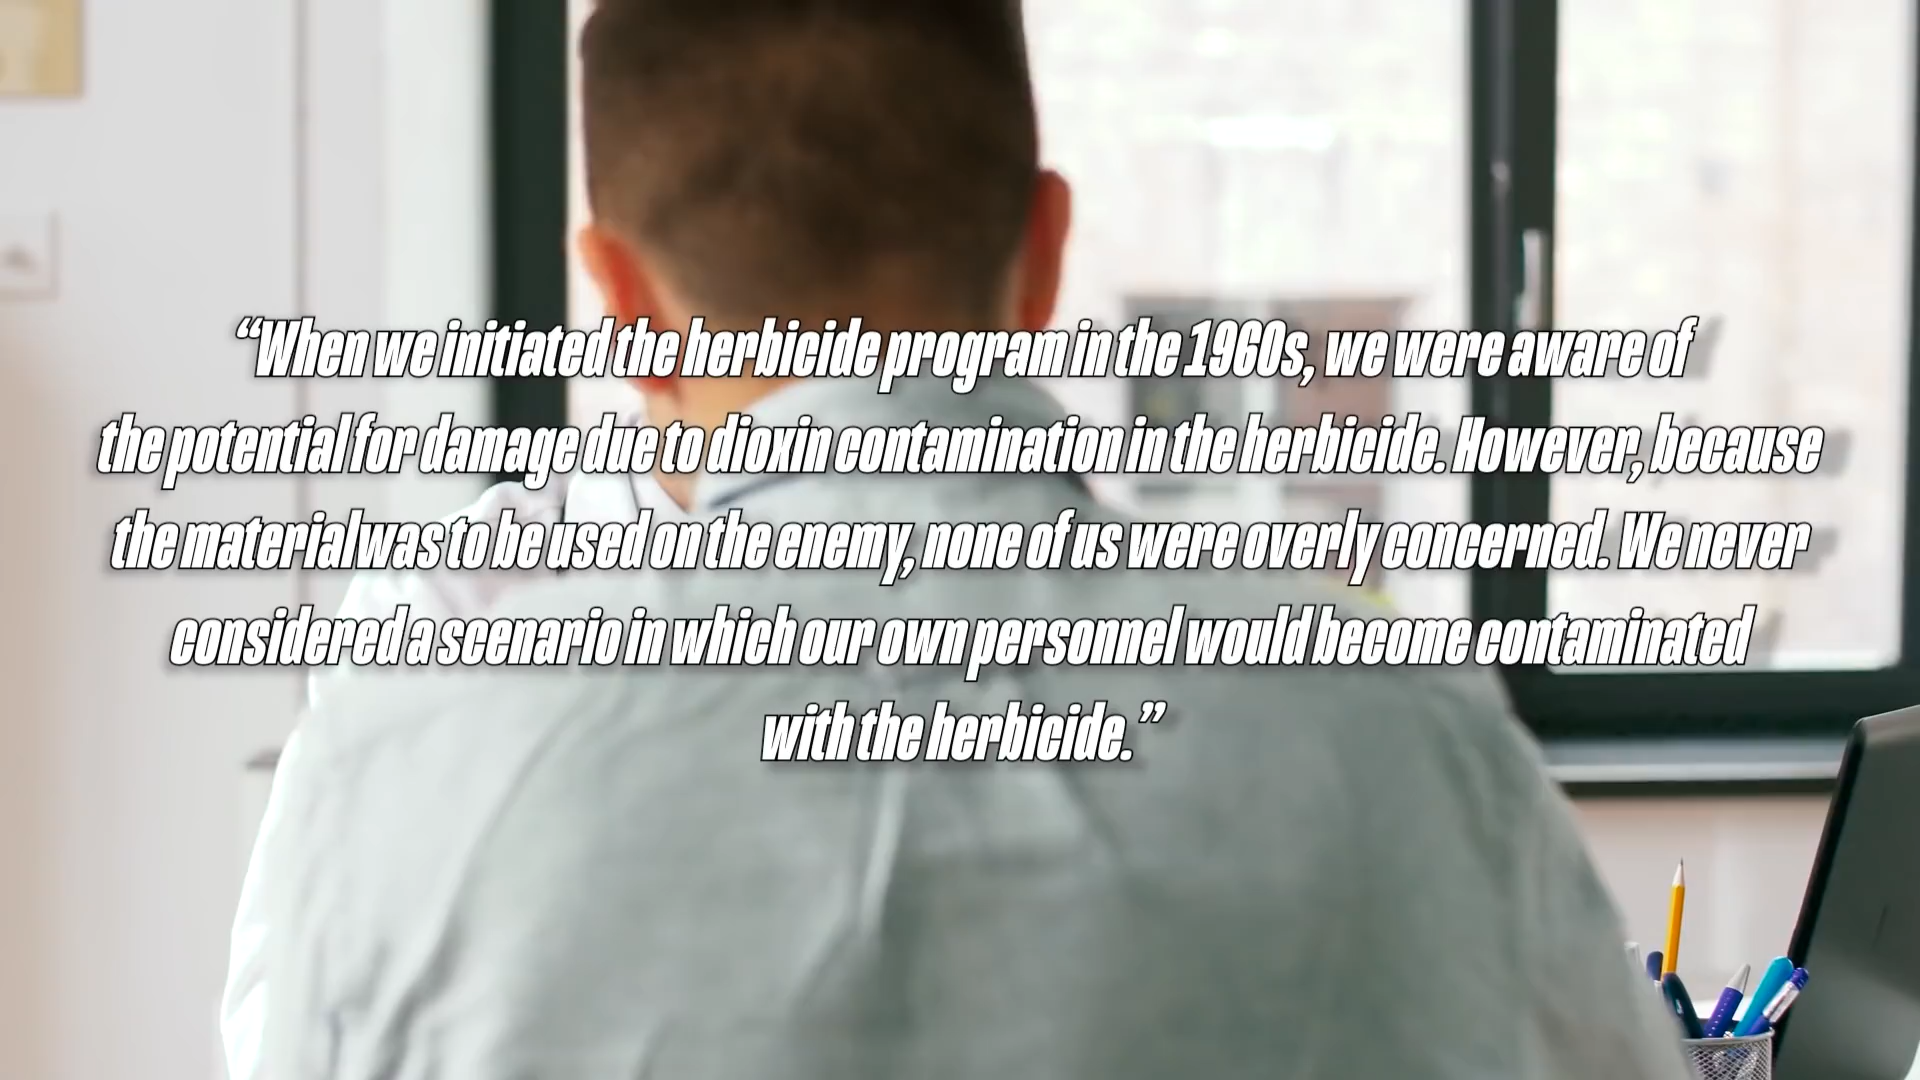 “When we initiated the herbicide program in the 1960s, we were aware of
the potential for damage due to dioxin contamination in the herbicide. However, because
the material was to be used on the enemy, none of us were overly concerned. We never
considered a scenario in which our own personnel would become contaminated
with the herbicide.”